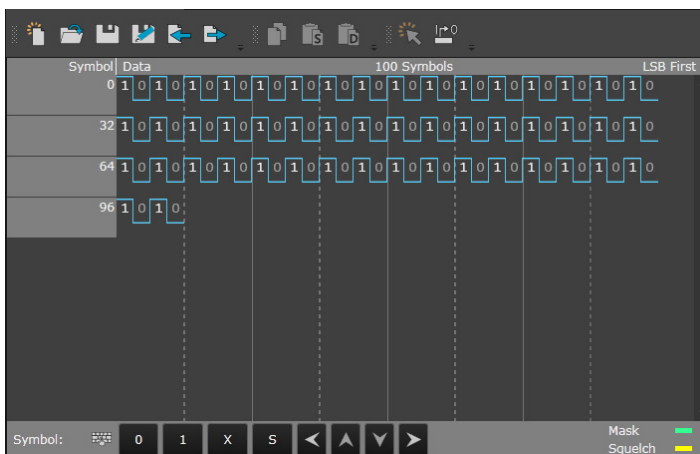 S D 0
Symbol Data 100 Symbols LSB First
0 1 0 1 0 1 0 1 0 1 0 1 0 1 0 1 0 1 0 1 0 1 0 1 0 1 0 1 0 1 0 1 0
32 1 0 1 0 1 0 1 0 1 0 1 0 1 0 1 0 1 0 1 0 1 0 1 0 1 0 1 0 1 0 1 0
64 1 0 1 0 1 0 1 0 1 0 1 0 1 0 1 0 1 0 1 0 1 0 1 0 1 0 1 0 1 0 1 0
96 1 0 1 0
Symbol: 0 1 X S
Mask
Squelch